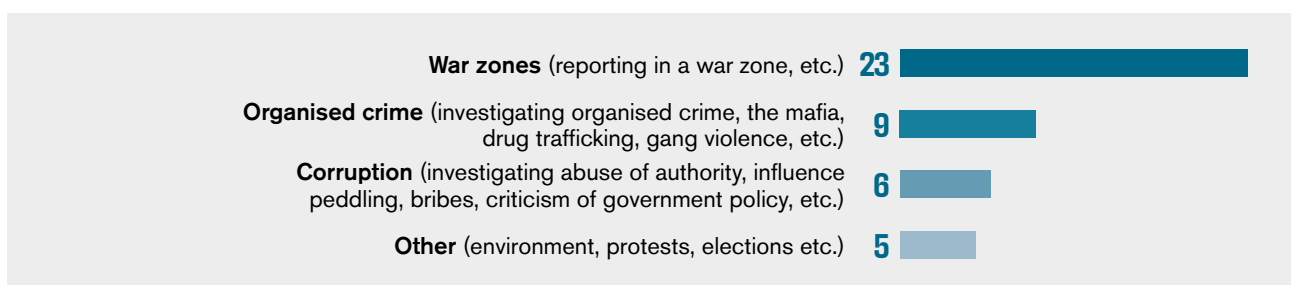 War zones (reporting in a war zone, etc.) 23
Organised crime (investigating organised crime, the mafia,
drug trafficking, gang violence, etc.) 9
Corruption (investigating abuse of authority, influence
peddling, bribes, criticism of government policy, etc.) 6
Other (environment, protests, elections etc.) 5